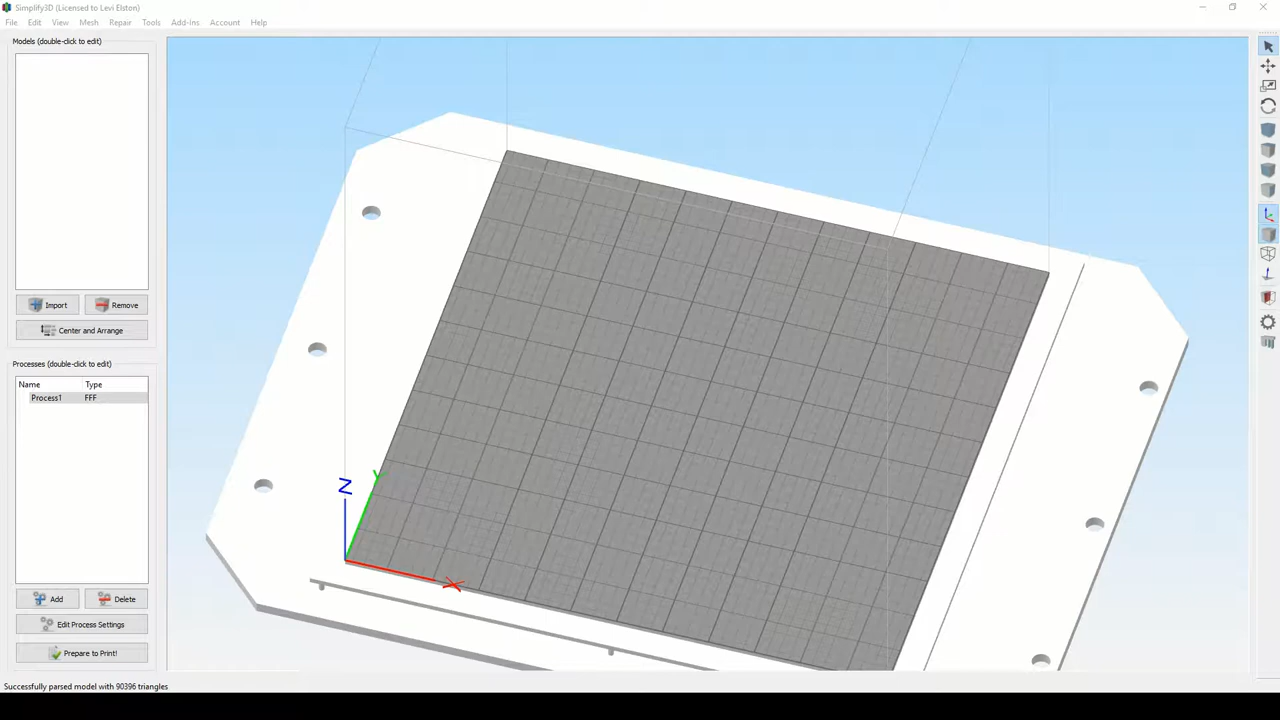 Simplify3D (Licensed to Levi Elston)
File Edit View Mesh Repair Tools Add-Ins Account Help
Models (double-click to edit)
Import Remove
Center and Arrange
Processes (double-click to edit)
Name Type
Process1 FFF
Add Delete
Edit Process Settings
Prepare to Print!
Z
Y
X
Successfully parsed model with 90396 triangles